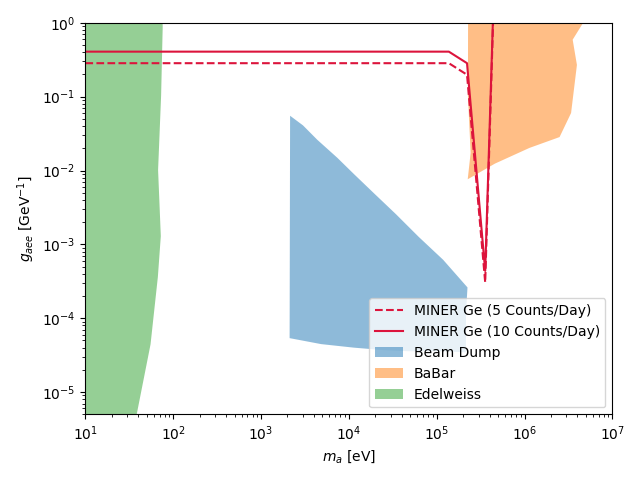 10⁰
10⁻¹
10⁻²
10⁻³
10⁻⁴
10⁻⁵
g_aee [GeV⁻¹]
MINER Ge (5 Counts/Day)
MINER Ge (10 Counts/Day)
Beam Dump
BaBar
Edelweiss
10¹ 10² 10³ 10⁴ 10⁵ 10⁶ 10⁷
m_a [eV]